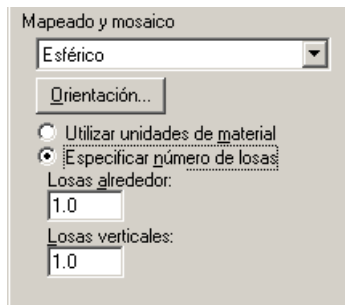 Mapeado y mosaico
Esférico
Orientación...
Utilizar unidades de material
Especificar número de losas
Losas alrededor:
1.0
Losas verticales:
1.0